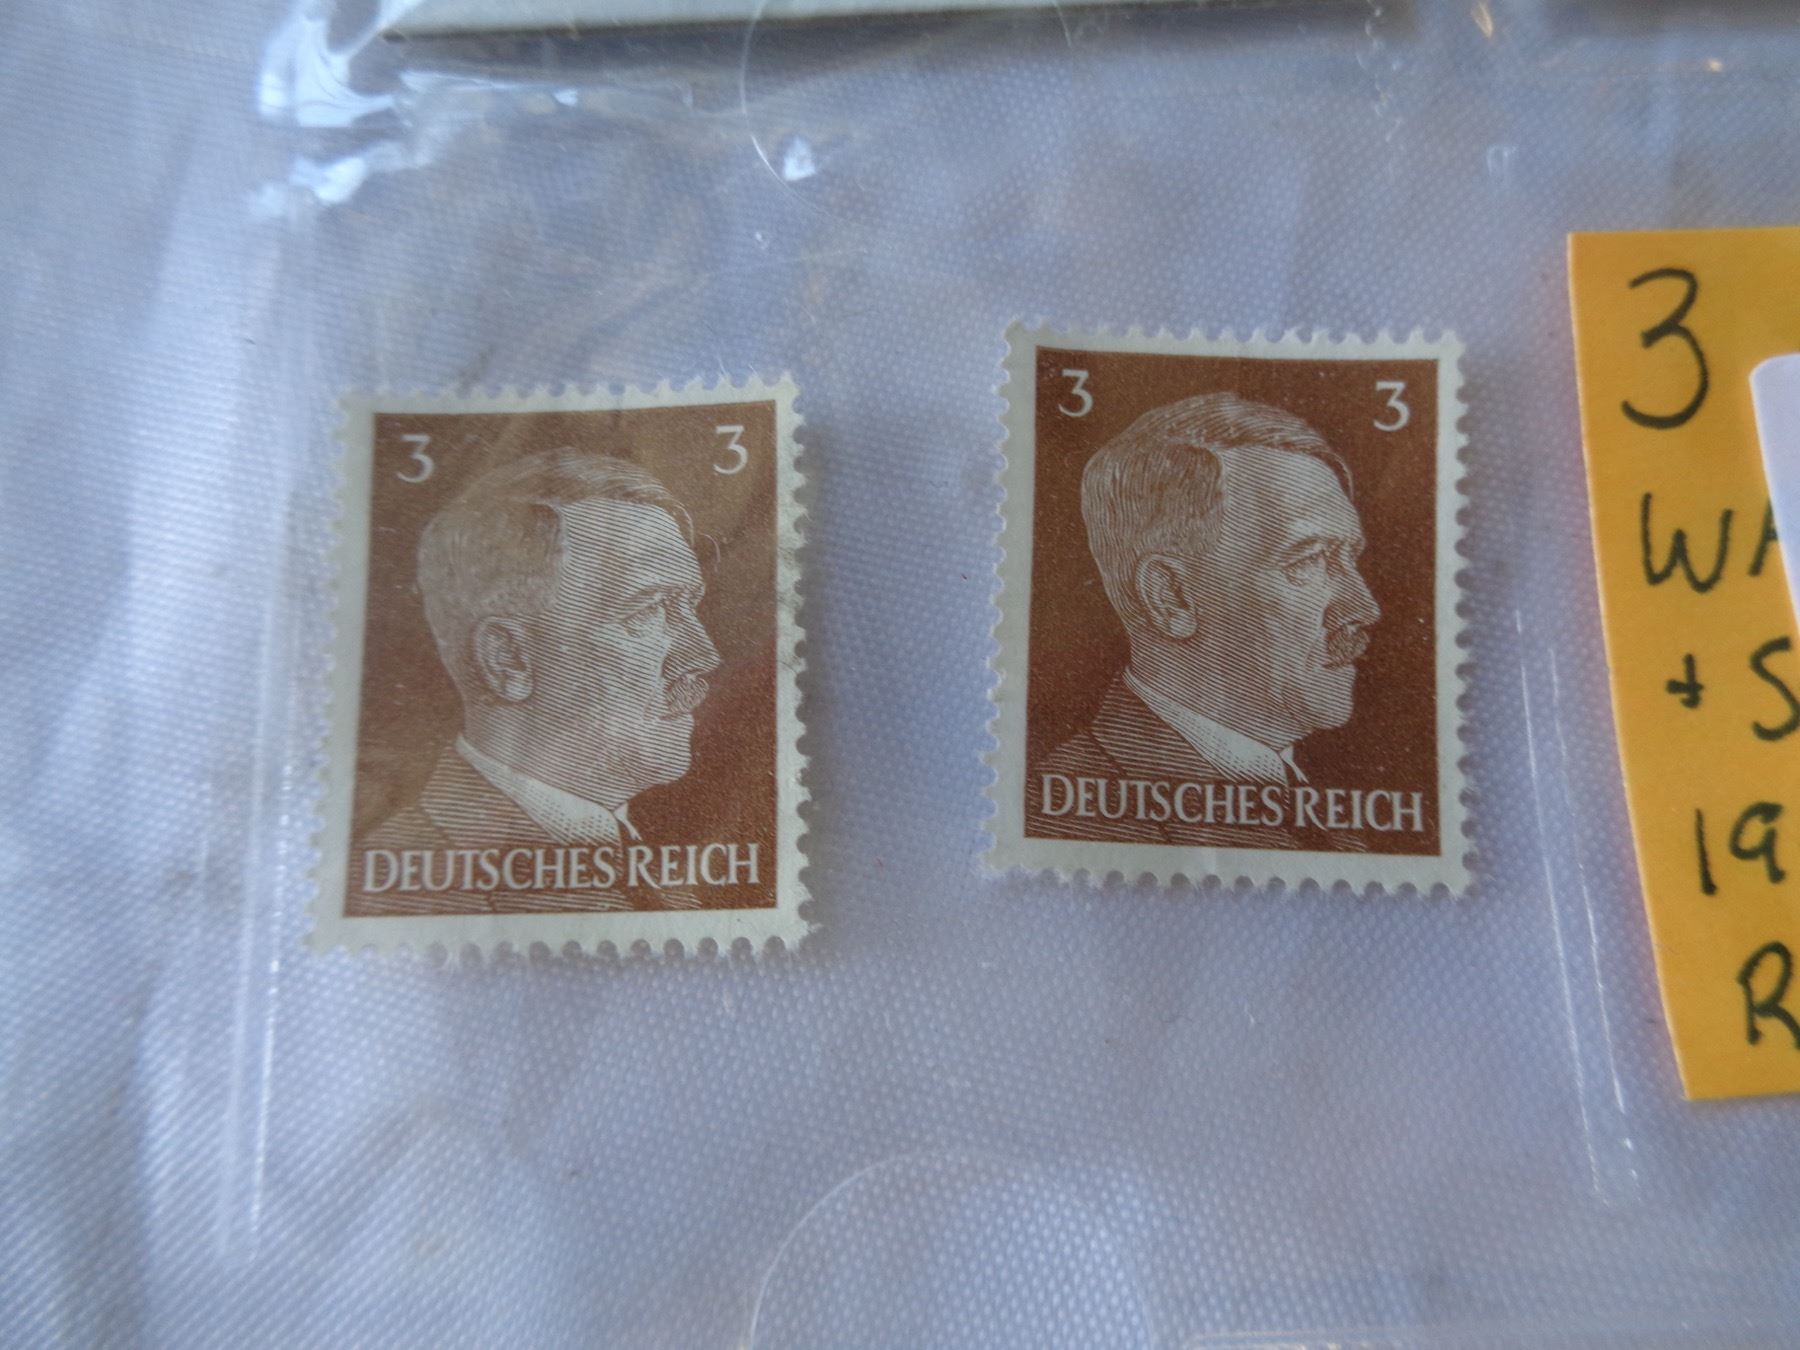 3 3
DEUTSCHES REICH
3 3
DEUTSCHES REICH
3
+